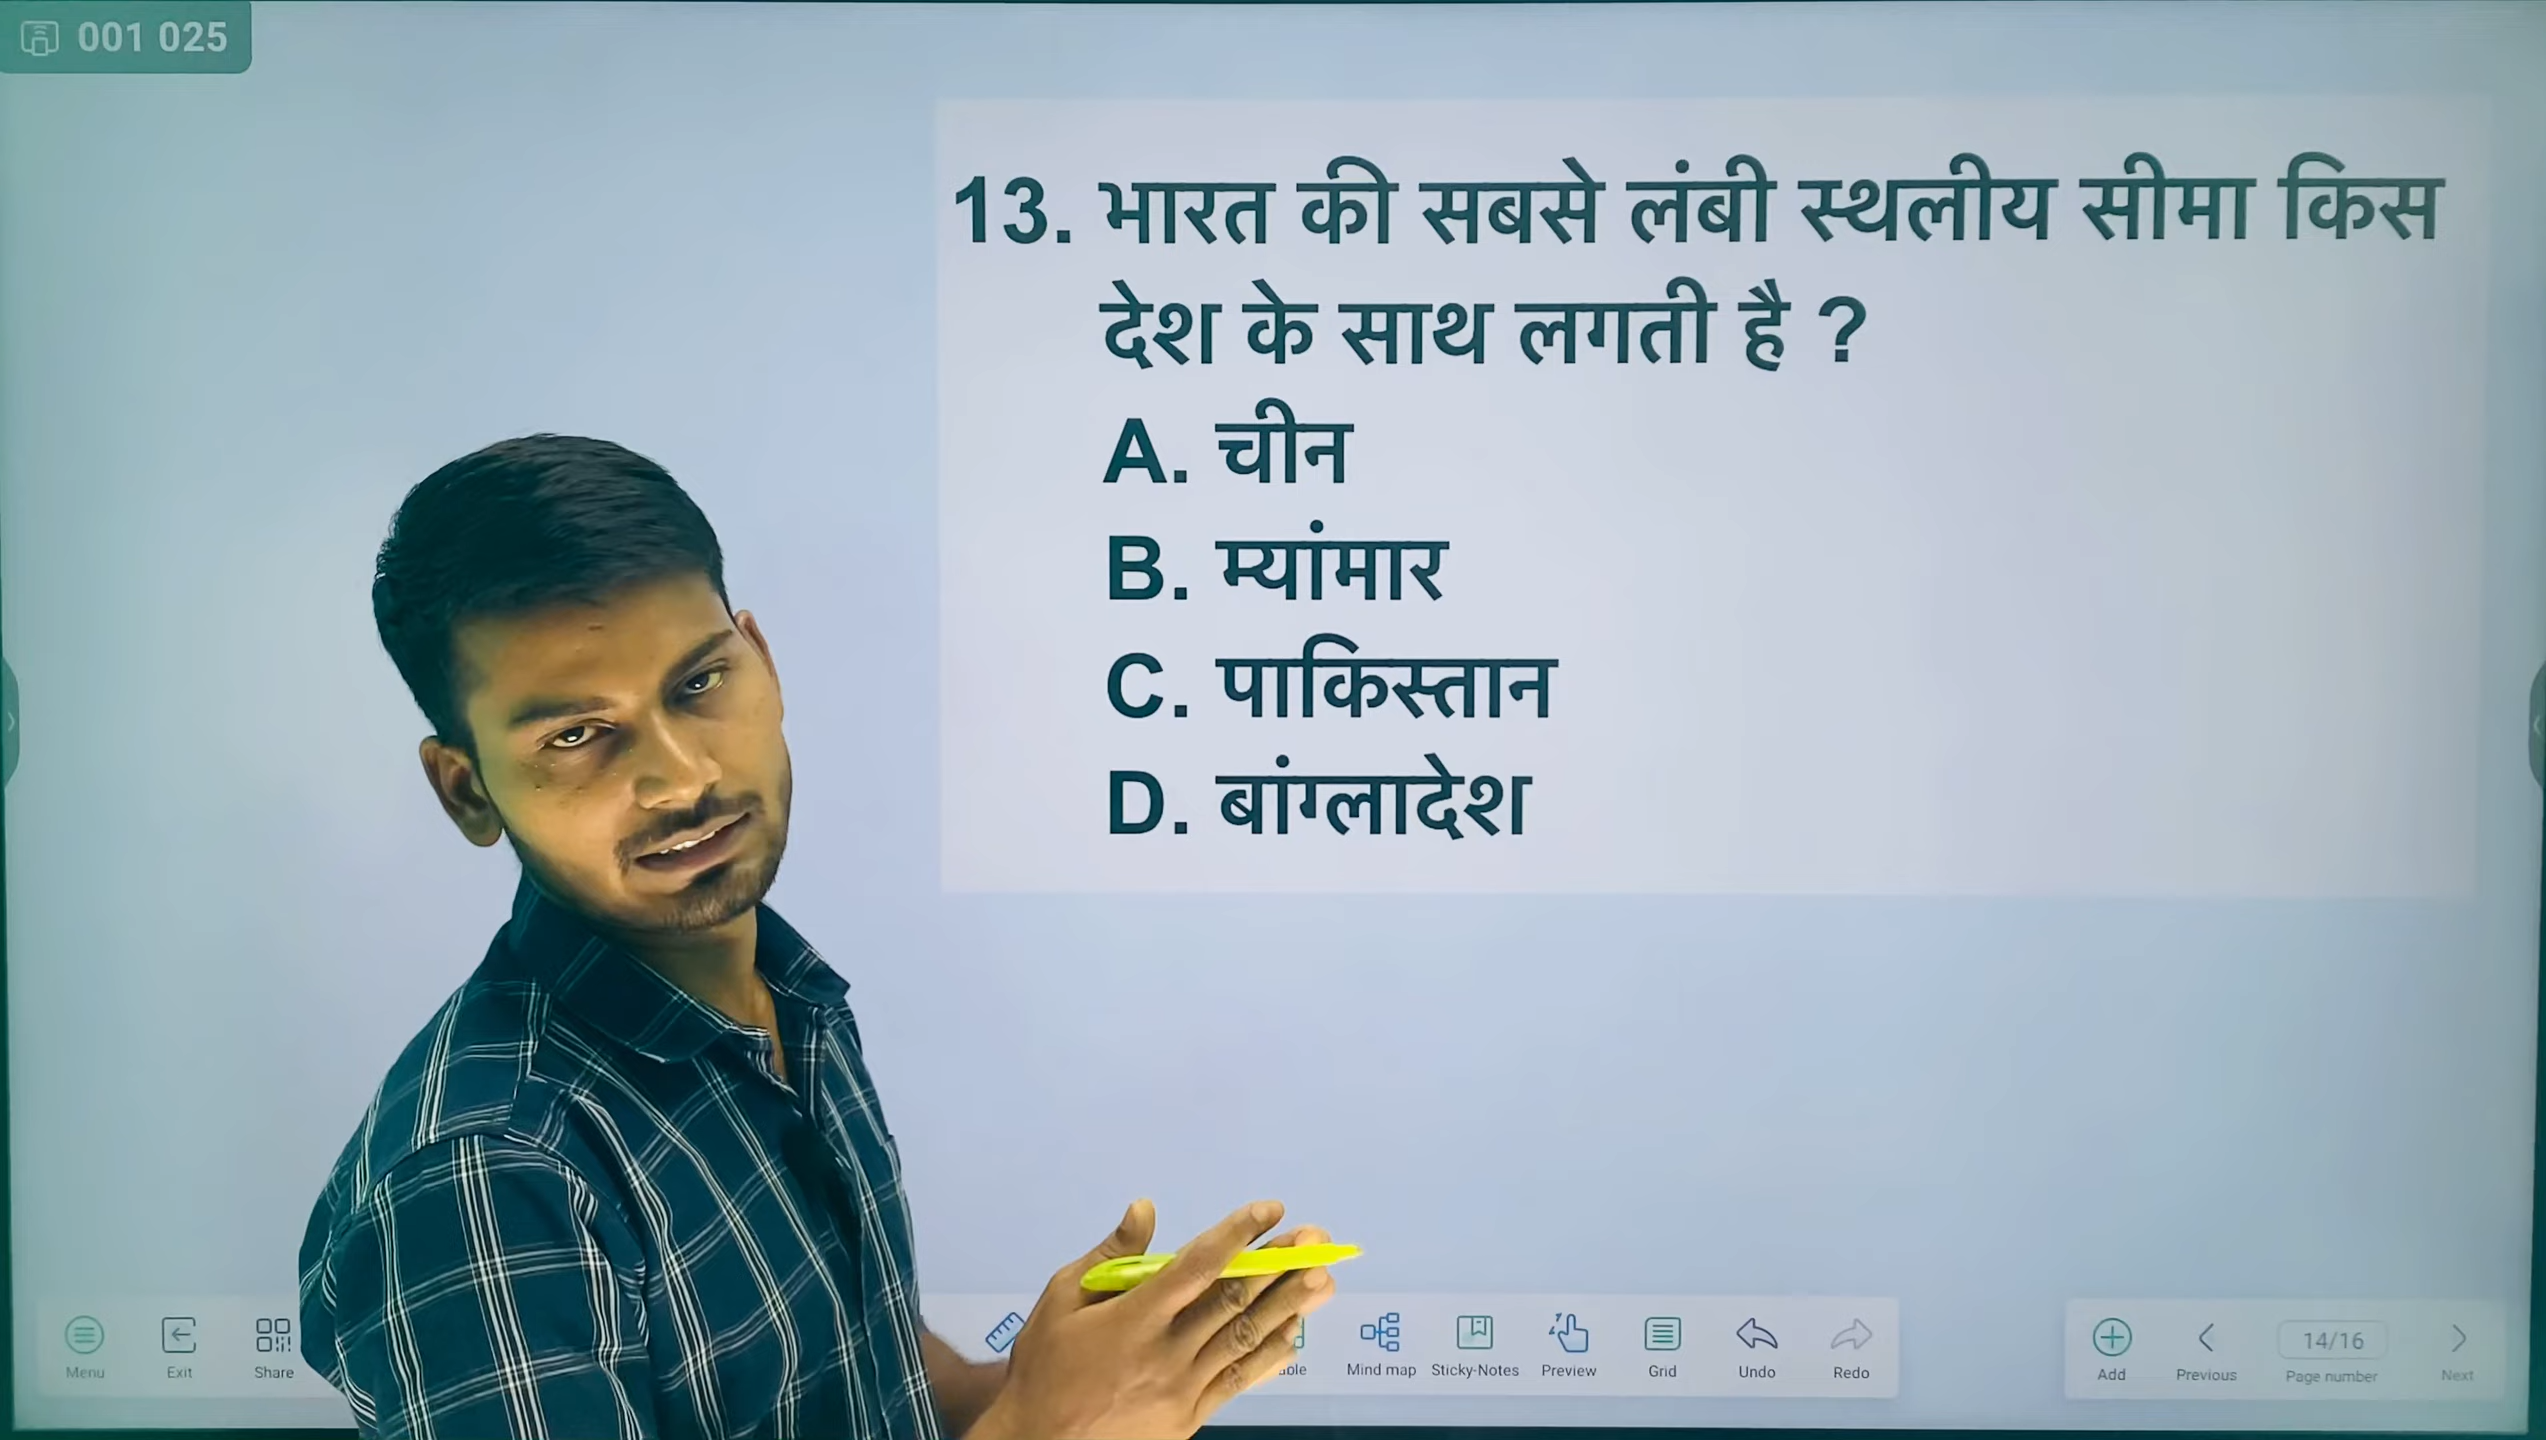 001 025
13. भारत की सबसे लंबी स्थलीय सीमा किस
देश के साथ लगती है ?
A. चीन
B. म्यांमार
C. पाकिस्तान
D. बांग्लादेश
Menu Exit Share Mind map Sticky-Notes Preview Grid Undo Redo Add Previous 14/16 Page number Next